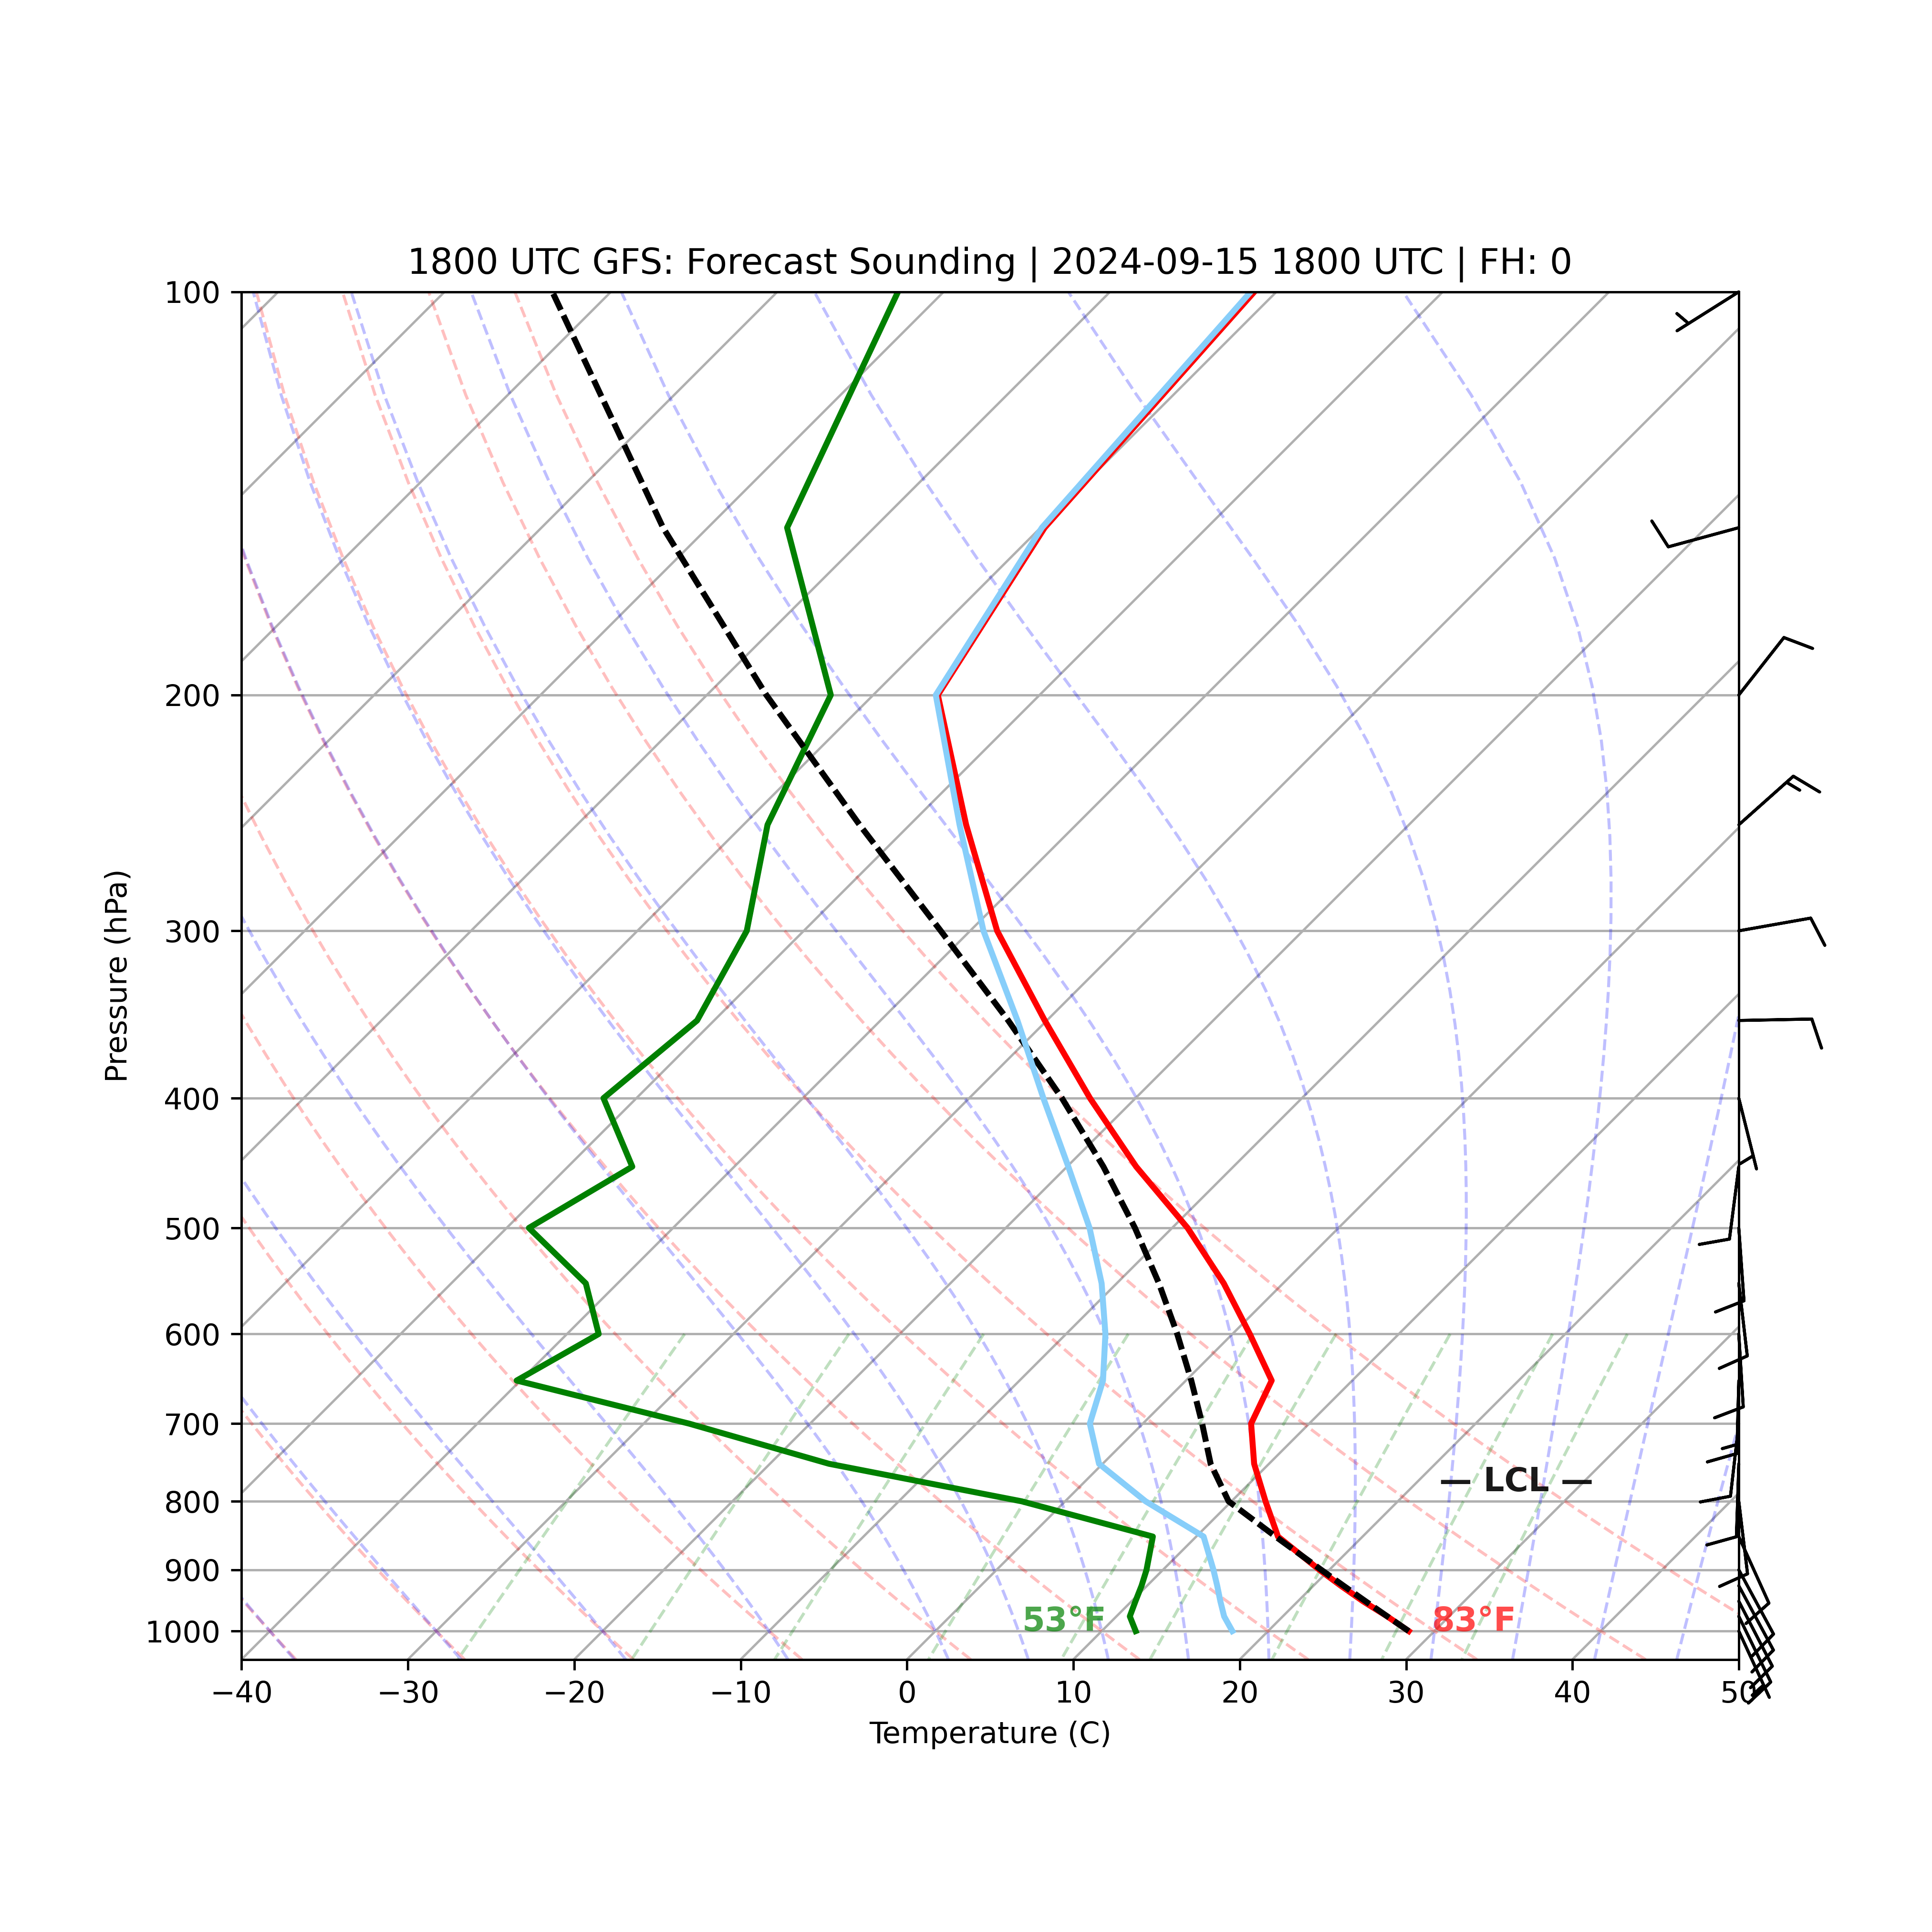 1800 UTC GFS: Forecast Sounding | 2024-09-15 1800 UTC | FH: 0
100
200
300
400
500
600
700
800
900
1000
Pressure (hPa)
— LCL —
53°F
83°F
−40 −30 −20 −10 0 10 20 30 40 50
Temperature (C)